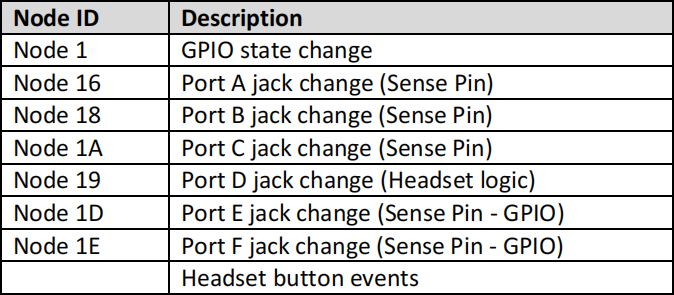 Node ID Description
Node 1 GPIO state change
Node 16 Port A jack change (Sense Pin)
Node 18 Port B jack change (Sense Pin)
Node 1A Port C jack change (Sense Pin)
Node 19 Port D jack change (Headset logic)
Node 1D Port E jack change (Sense Pin - GPIO)
Node 1E Port F jack change (Sense Pin - GPIO)
Headset button events